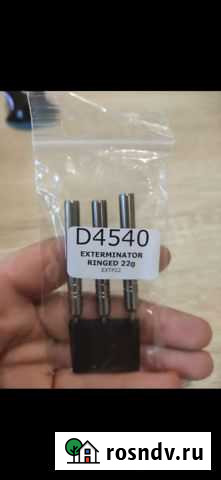 D4540
EXTERMINATOR
RINGED 22g
EXTP22
rosndv.ru